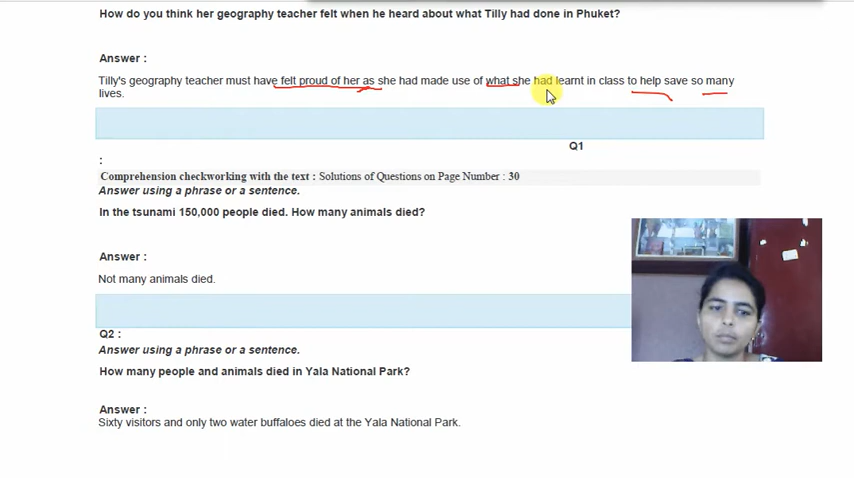 How do you think her geography teacher felt when he heard about what Tilly had done in Phuket?
Answer :
Tilly's geography teacher must have felt proud of her as she had made use of what she had learnt in class to help save so many
lives.
Q1
:
Comprehension checkworking with the text : Solutions of Questions on Page Number : 30
Answer using a phrase or a sentence.
In the tsunami 150,000 people died. How many animals died?
Answer :
Not many animals died.
Q2 :
Answer using a phrase or a sentence.
How many people and animals died in Yala National Park?
Answer :
Sixty visitors and only two water buffaloes died at the Yala National Park.